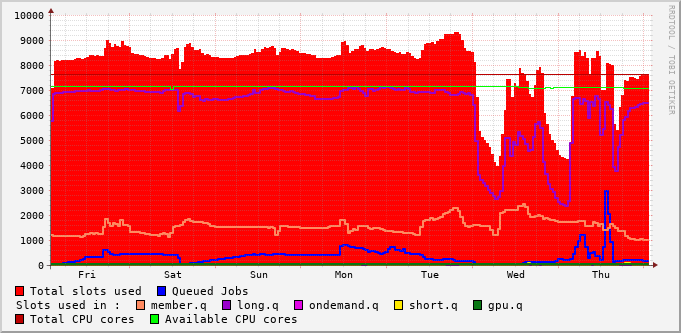 10000
9000
8000
7000
6000
5000
4000
3000
2000
1000
0
Fri Sat Sun Mon Tue Wed Thu
Total slots used Queued Jobs
Slots used in : member.q long.q ondemand.q short.q gpu.q
Total CPU cores Available CPU cores
RRDTOOL / TOBI OETIKER